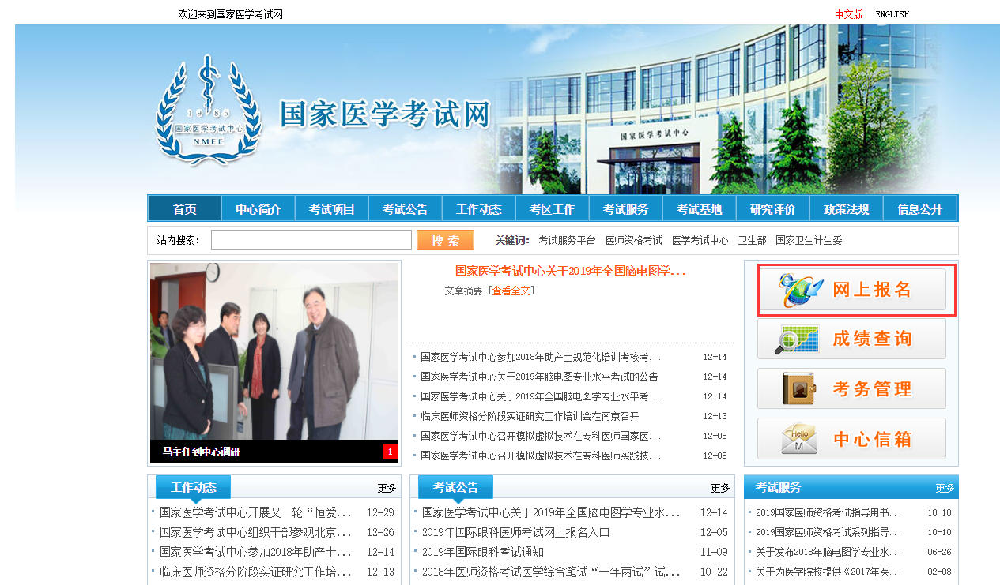 欢迎来到国家医学考试网
中文版 ENGLISH
1985
国家医学考试中心
NMEC
国家医学考试网
国家医学考试中心
首页 中心简介 考试项目 考试公告 工作动态 考区工作 考试服务 考试基地 研究评价 政策法规 信息公开
站内搜索： 搜 索 关键词： 考试服务平台 医师资格考试 医学考试中心 卫生部 国家卫生计生委
马主任到中心调研 1
国家医学考试中心关于2019年全国脑电图学...
文章摘要 [查看全文]
国家医学考试中心参加2018年助产士规范化培训考核考... 12-14
国家医学考试中心关于2019年脑电图专业水平考试的公告 12-14
国家医学考试中心关于2019年全国脑电图学专业水平考... 12-14
临床医师资格分阶段实证研究工作培训会在南京召开 12-13
国家医学考试中心召开模拟虚拟技术在专科医师国家医... 12-05
国家医学考试中心召开模拟虚拟技术在专科医师实践技... 12-05
网上报名
成绩查询
考务管理
Hello
M
中心信箱
工作动态 更多
国家医学考试中心开展又一轮“恒爱... 12-29
国家医学考试中心组织干部参观北京... 12-26
国家医学考试中心参加2018年助产士... 12-14
临床医师资格分阶段实证研究工作培... 12-13
考试公告 更多
国家医学考试中心关于2019年全国脑电图学专业水... 12-14
2019年国际眼科医师考试网上报名入口 12-05
2019年国际眼科考试通知 11-09
2018年医师资格考试医学综合笔试“一年两试”试... 10-22
考试服务 更多
2019国家医师资格考试指导用书... 10-10
2019国家医师资格考试系列指导... 10-10
关于发布2018年脑电图学专业水... 06-26
关于为医学院校提供《2017年医... 02-08